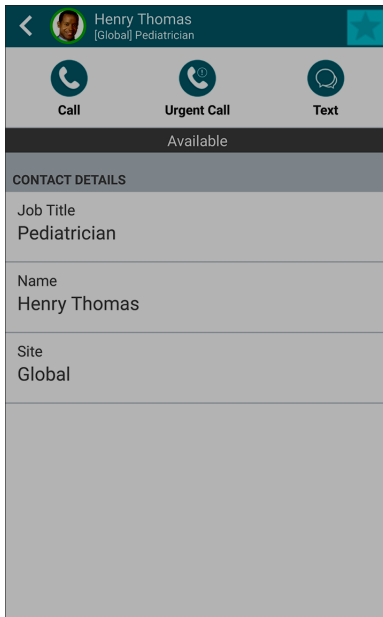 Henry Thomas
[Global] Pediatrician
Call Urgent Call Text
Available
CONTACT DETAILS
Job Title
Pediatrician
Name
Henry Thomas
Site
Global